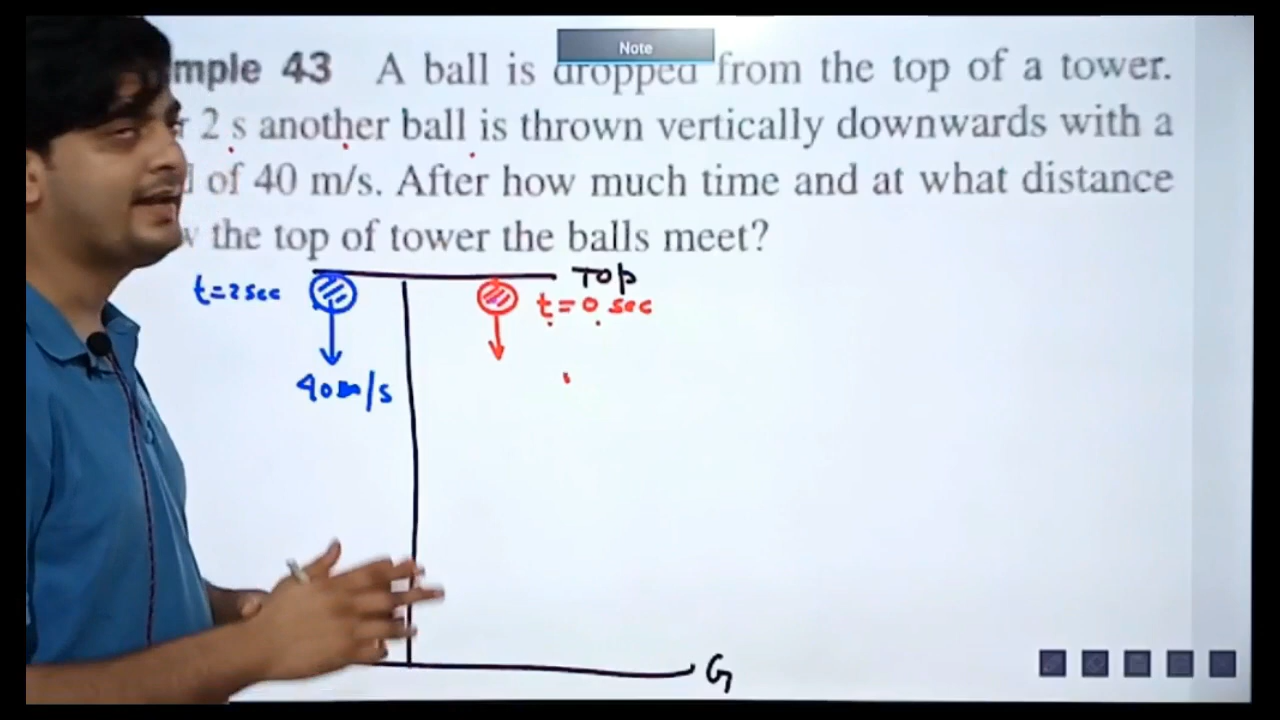 Note
mple 43 A ball is dropped from the top of a tower.
r 2 s another ball is thrown vertically downwards with a
of 40 m/s. After how much time and at what distance
w the top of tower the balls meet?
TOP
t=2sec
t=0 sec
40m/s
G